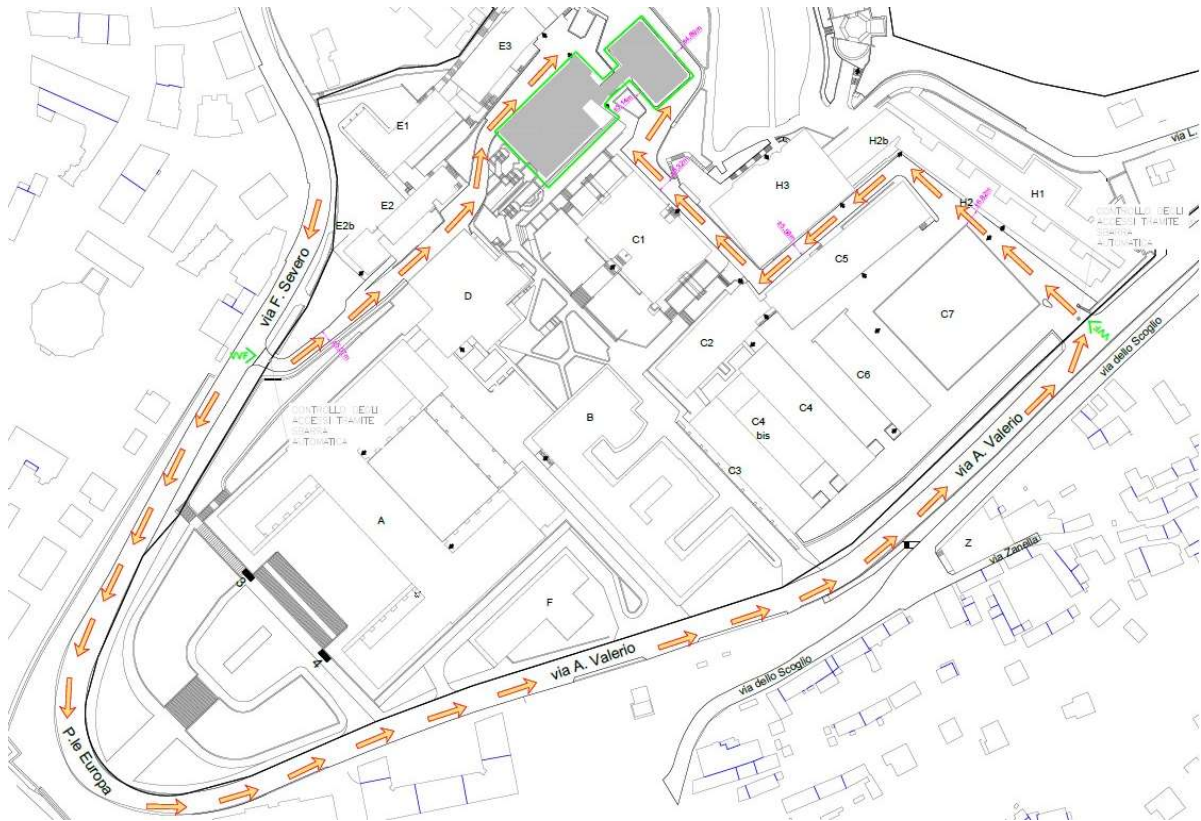 E3
E1
E2
E2b
via F. Severo
VVF
CONTROLLO DEGLI
ACCESSI TRAMITE
SBARRA
AUTOMATICA
D
C1
H3
H2b
H2
H1
via L.
CONTROLLO DEGLI
ACCESSI TRAMITE
SBARRA
AUTOMATICA
C5
C7
VVF
C2
C6
C4
C4
bis
C3
B
A
F
Z
3
4
via A. Valerio
via dello Scoglio
via Zanella
via A. Valerio
via dello Scoglio
P.le Europa